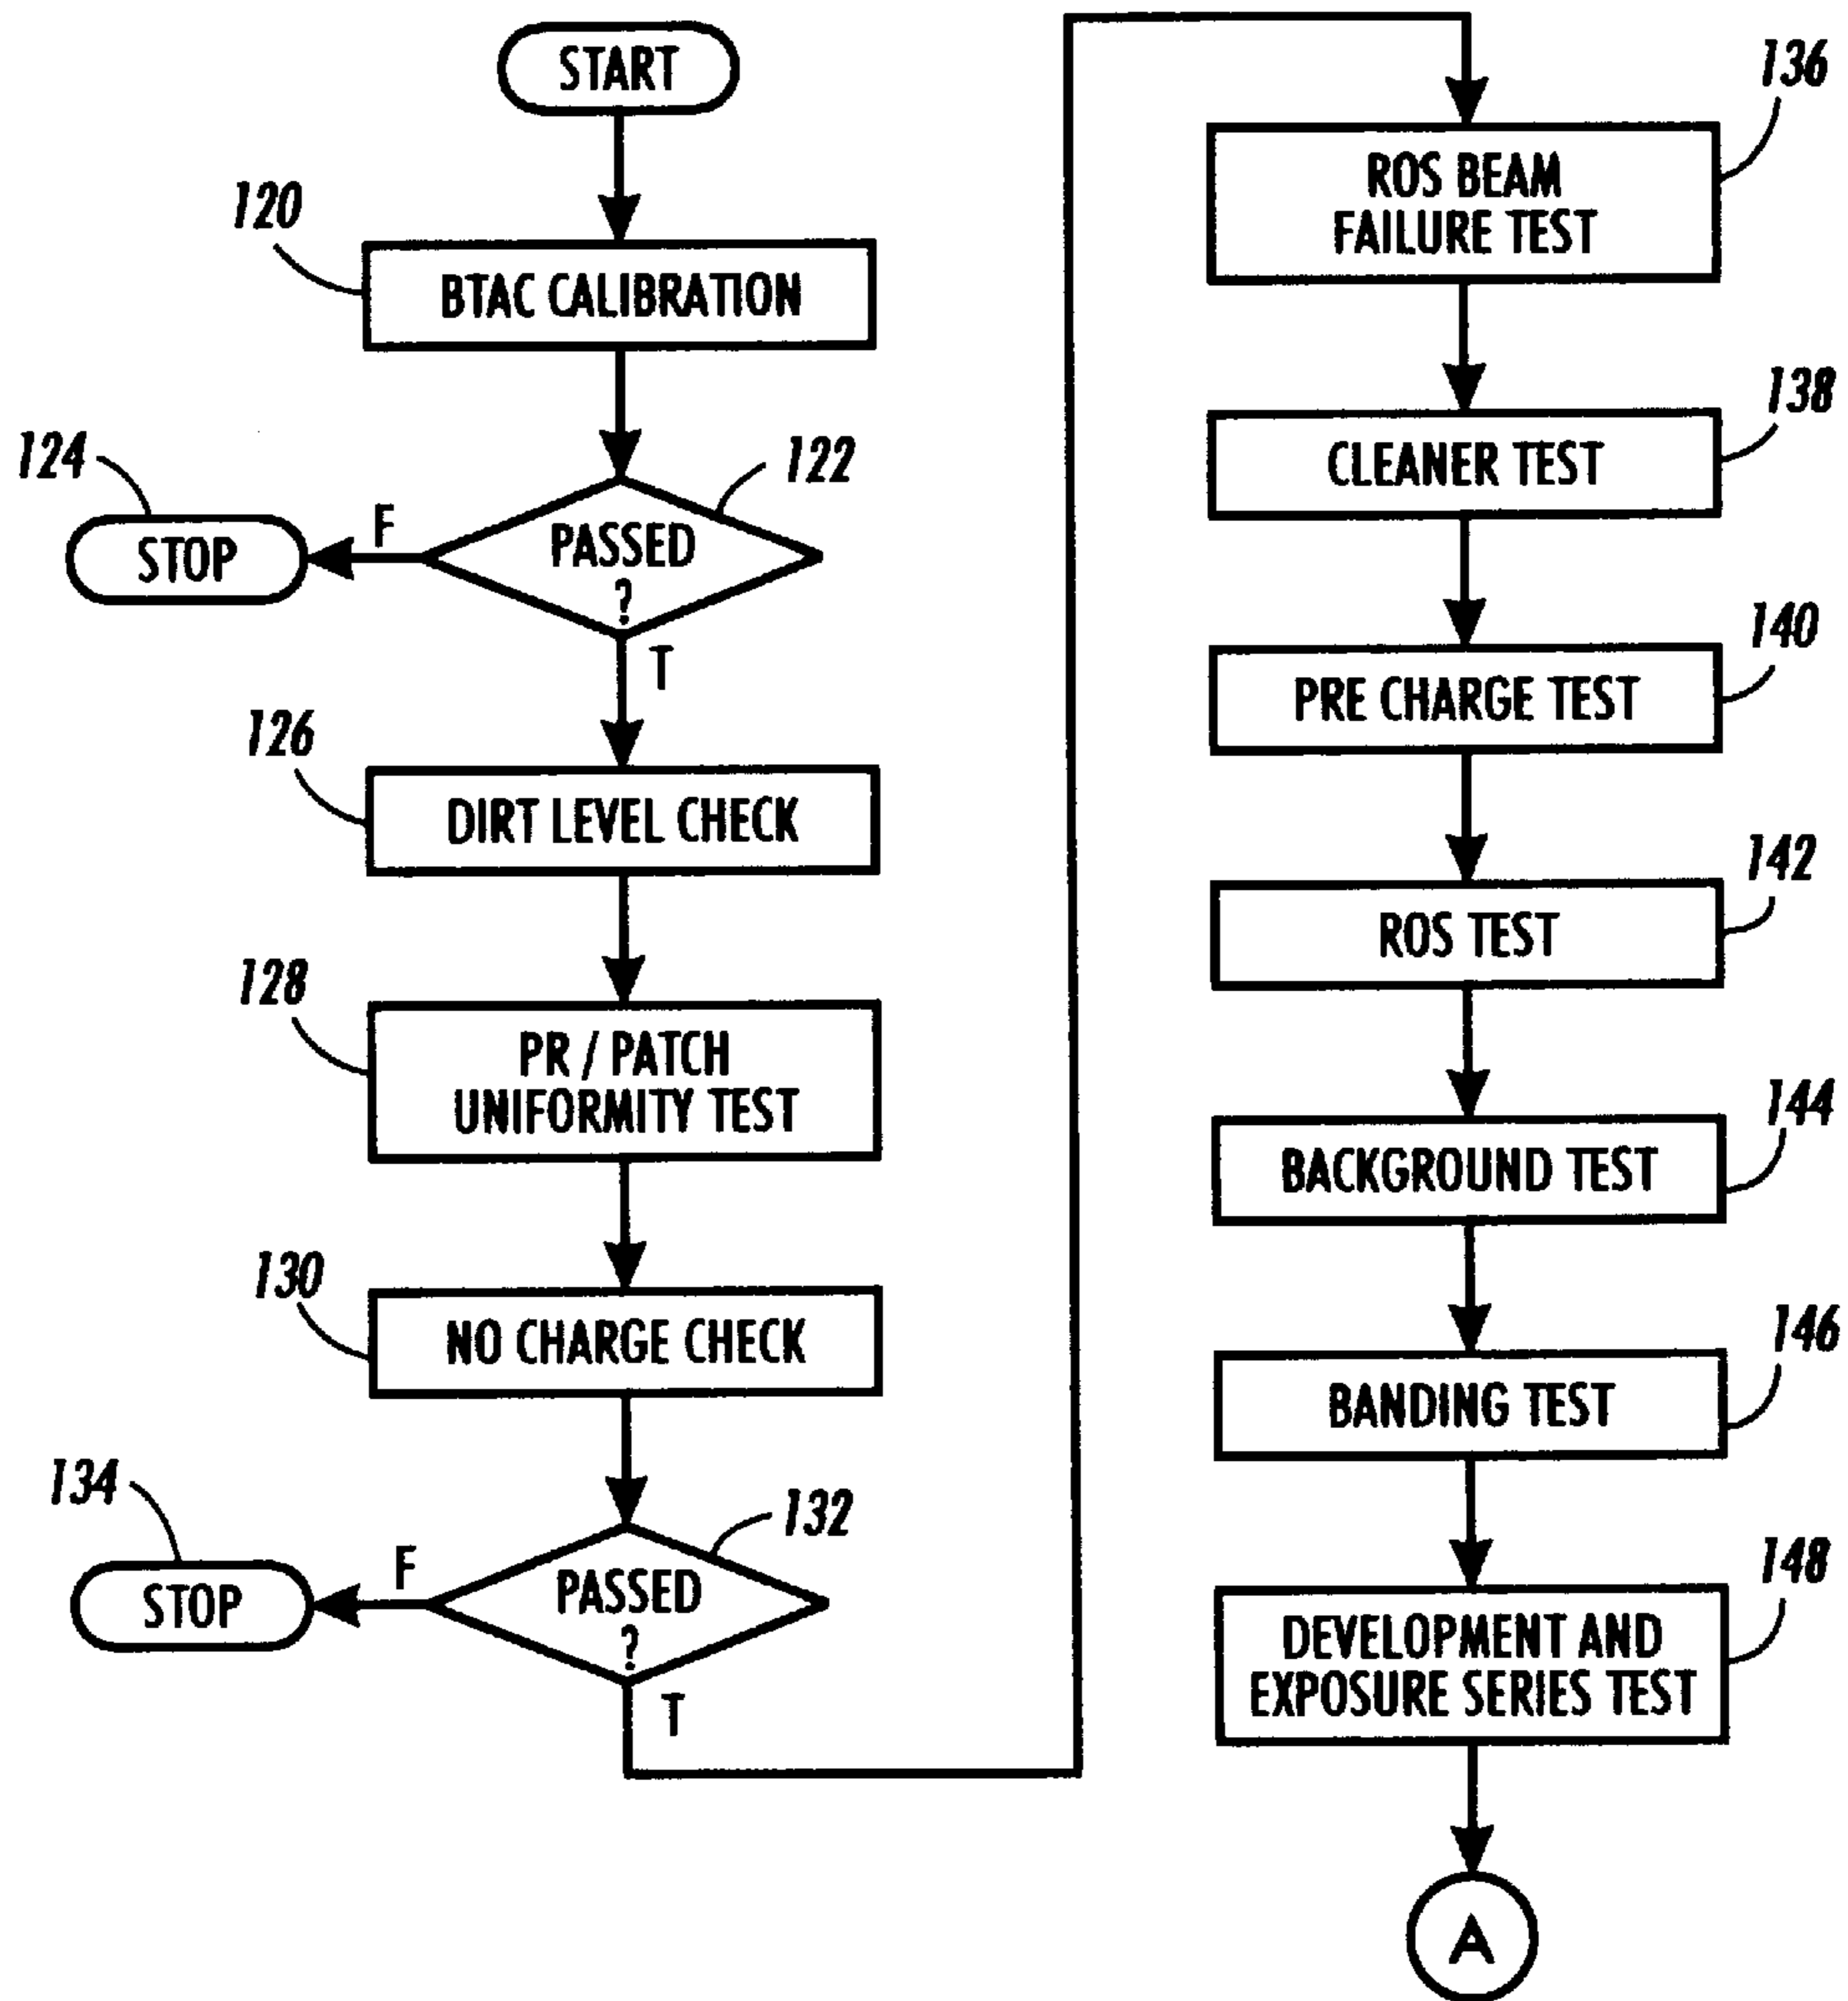 START
120
BTAC CALIBRATION
124
122
STOP
F
PASSED
?
T
126
DIRT LEVEL CHECK
128
PR / PATCH
UNIFORMITY TEST
130
NO CHARGE CHECK
134
132
STOP
F
PASSED
?
T
136
ROS BEAM
FAILURE TEST
138
CLEANER TEST
140
PRE CHARGE TEST
142
ROS TEST
144
BACKGROUND TEST
146
BANDING TEST
148
DEVELOPMENT AND
EXPOSURE SERIES TEST
A